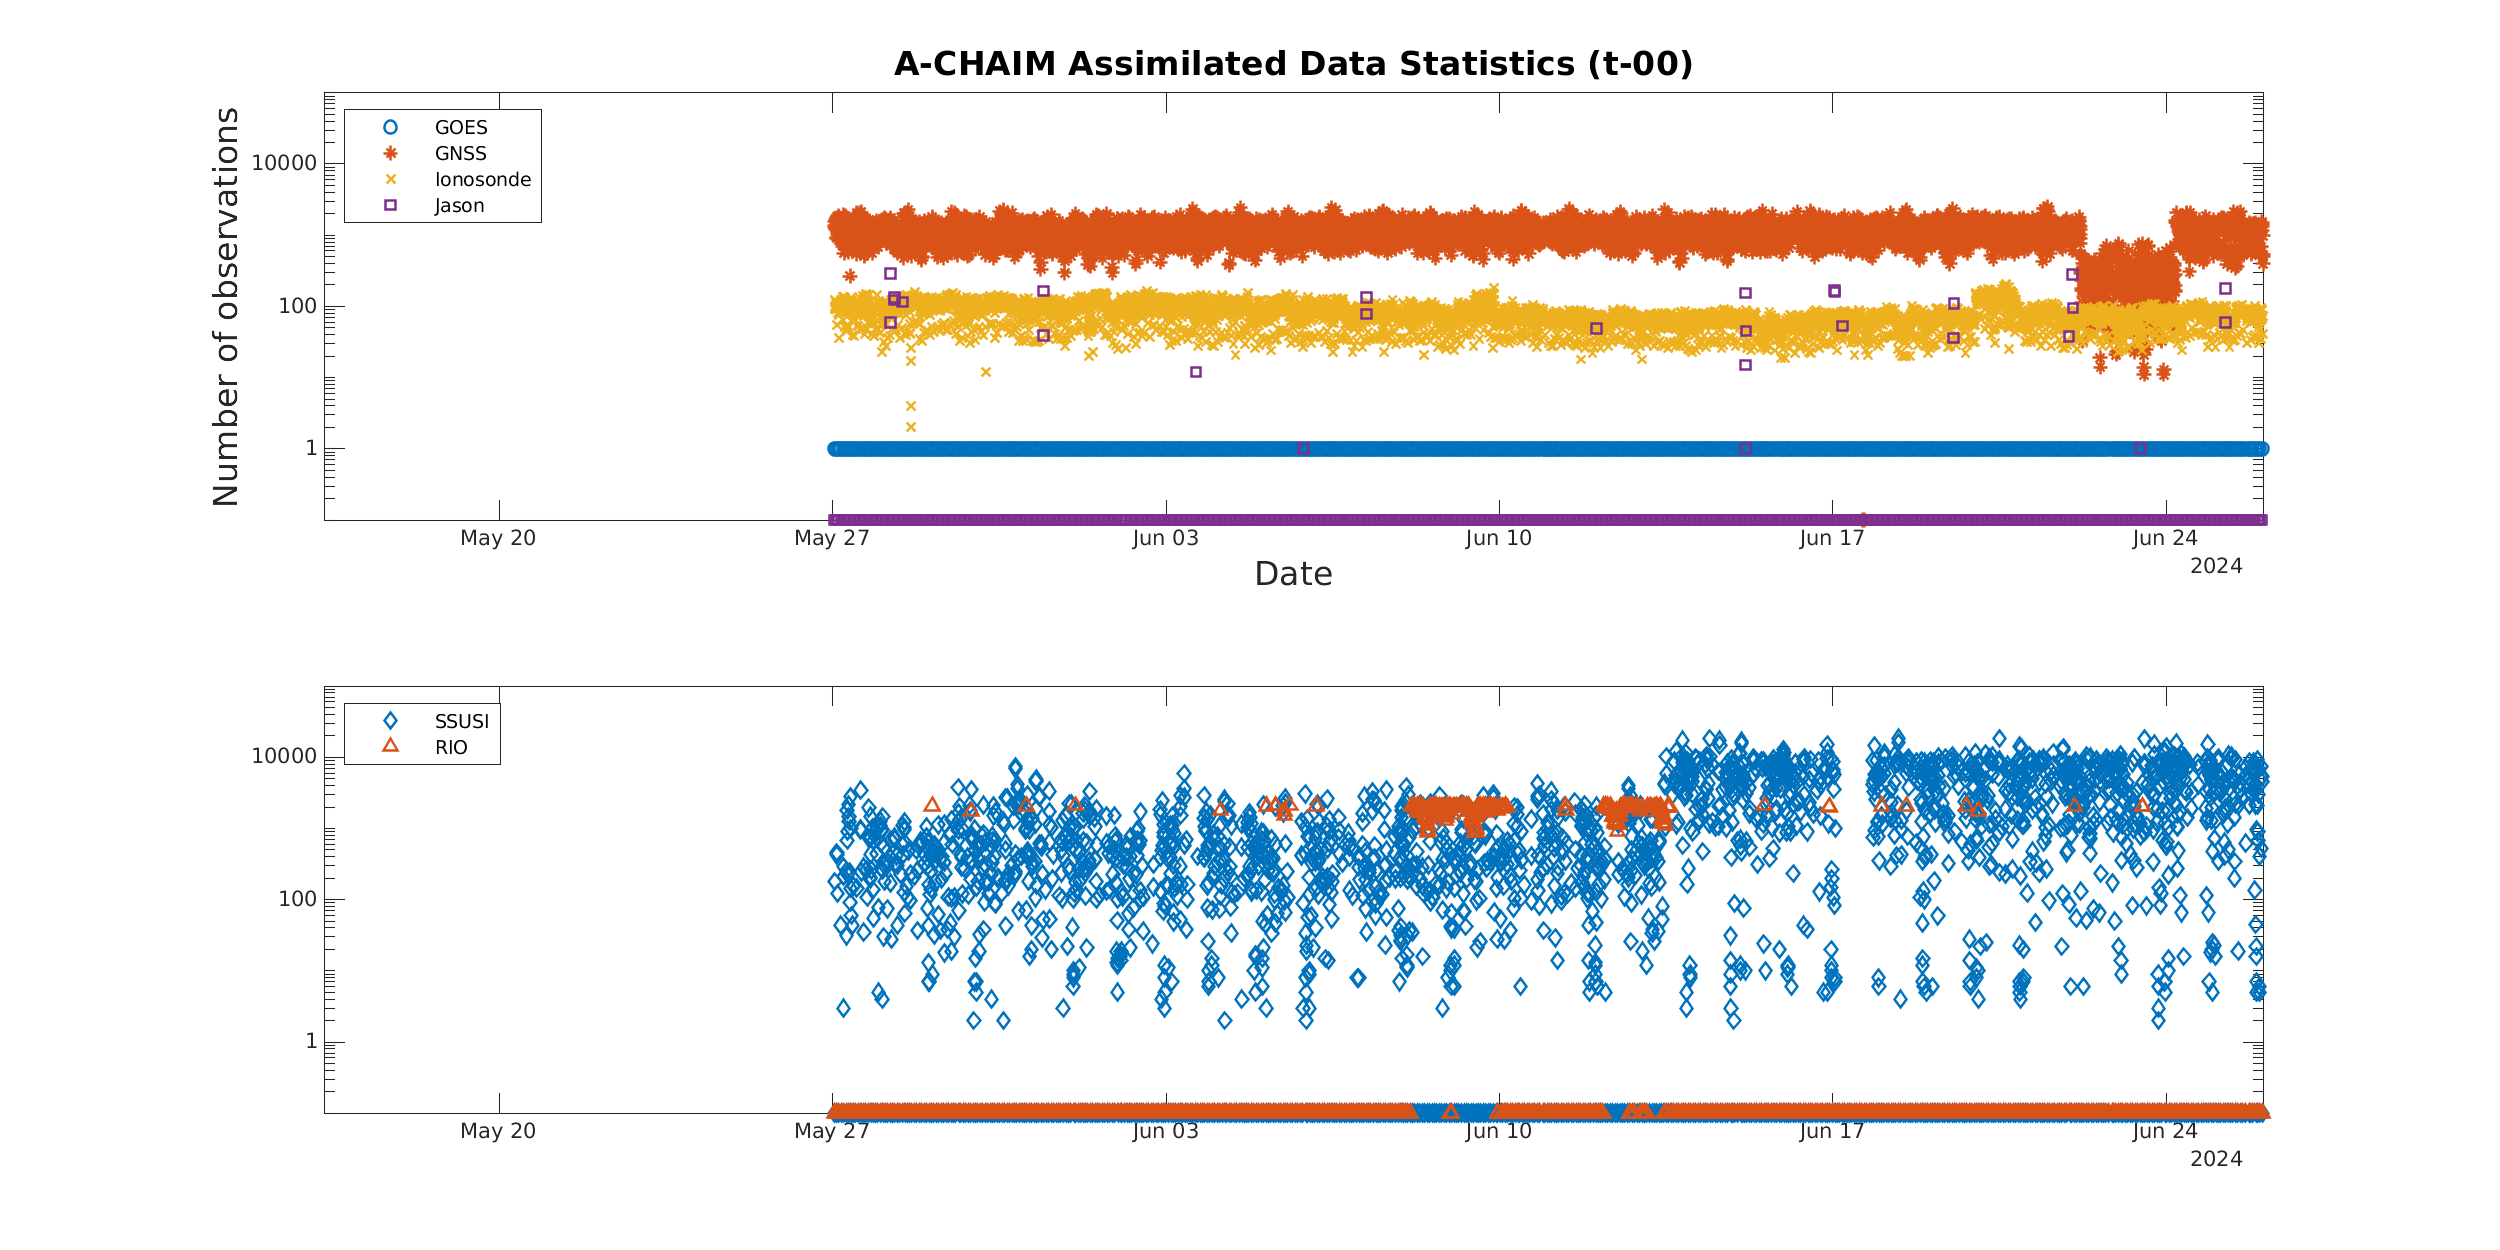 A-CHAIM Assimilated Data Statistics (t-00)
Number of observations
10000
100
1
GOES
GNSS
Ionosonde
Jason
May 20 May 27 Jun 03 Jun 10 Jun 17 Jun 24
2024
Date
10000
100
1
SSUSI
RIO
May 20 May 27 Jun 03 Jun 10 Jun 17 Jun 24
2024